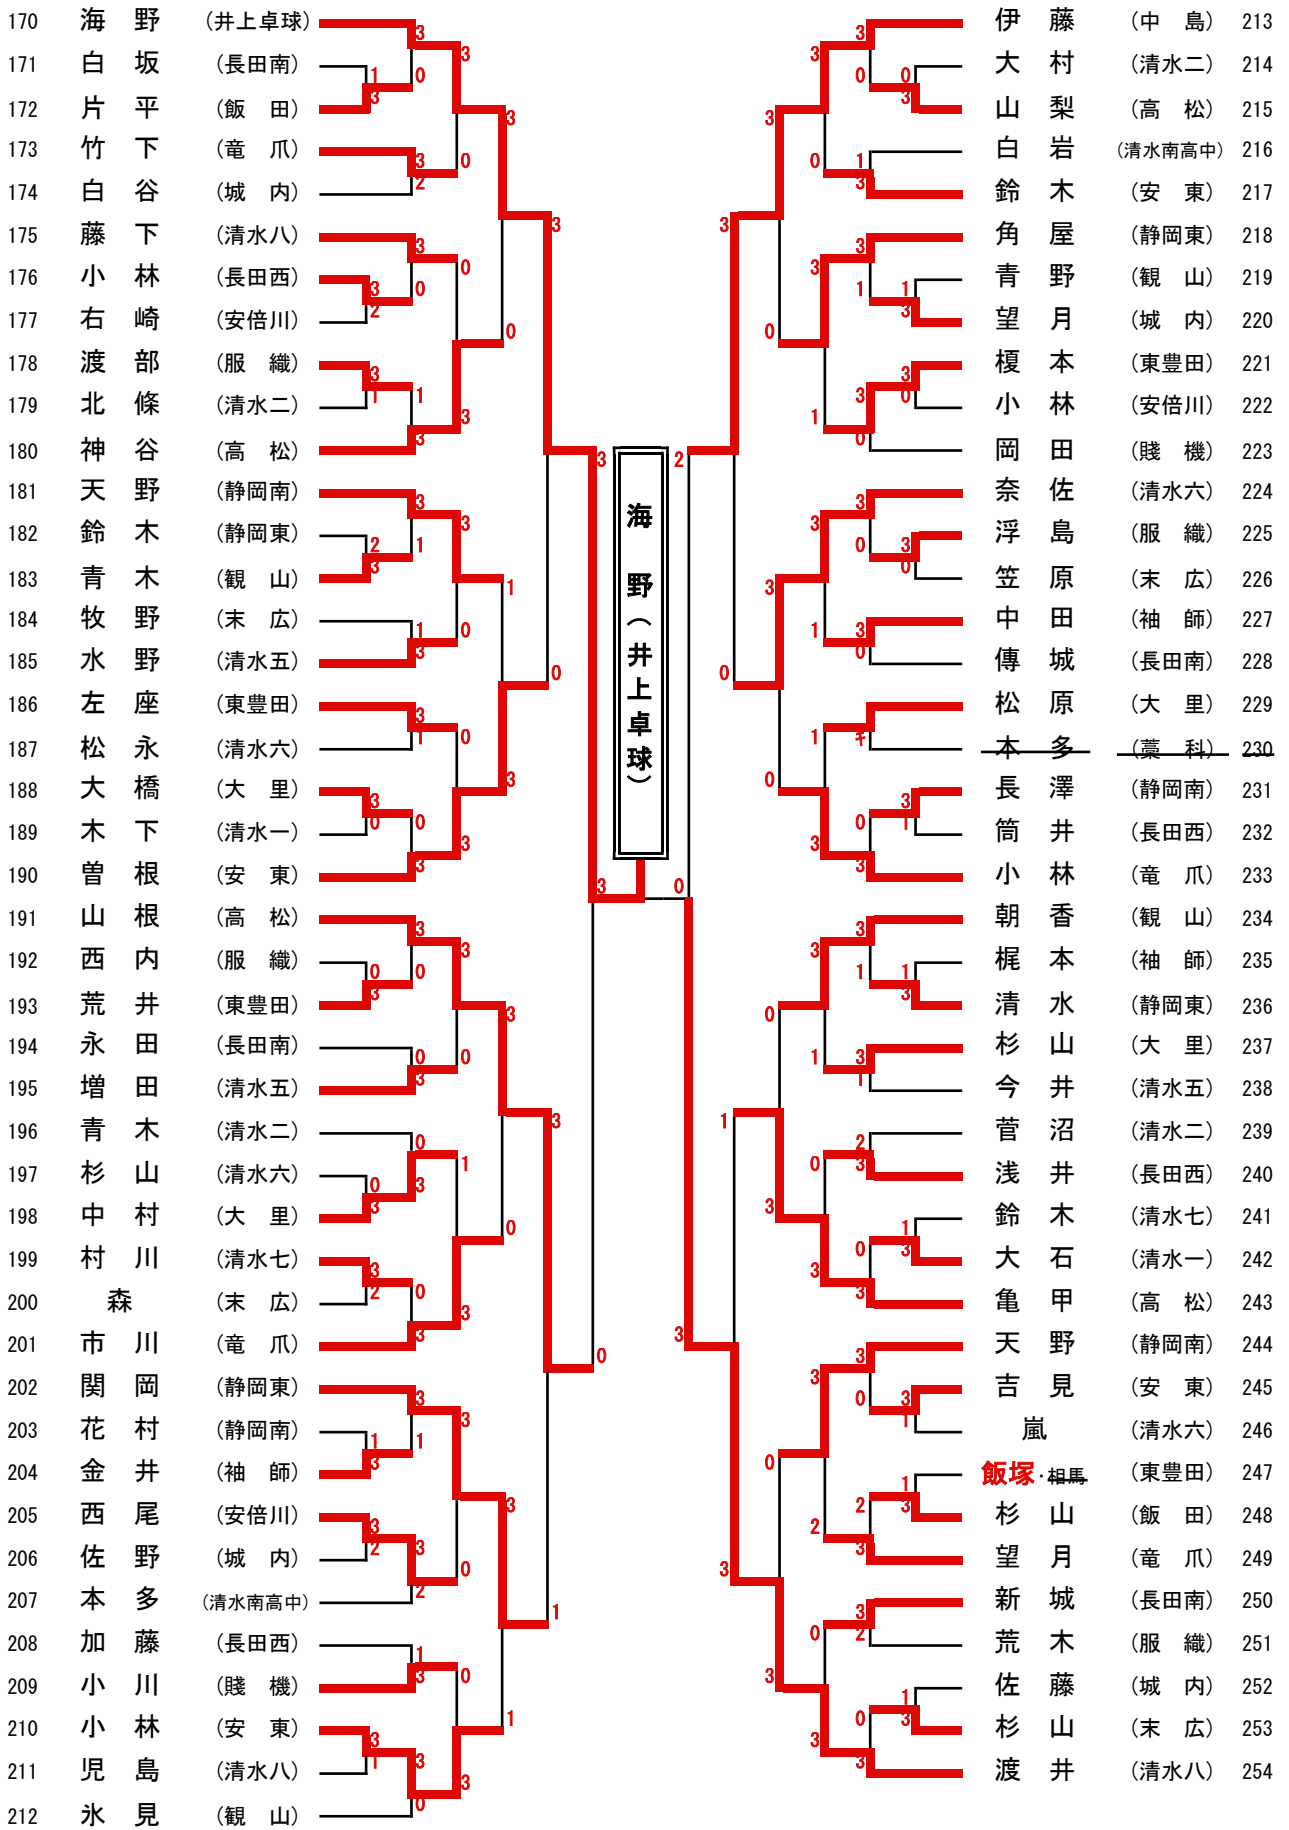 170 海 野 (井上卓球)
171 白 坂 (長田南)
172 片 平 (飯 田)
173 竹 下 (竜 爪)
174 白 谷 (城 内)
175 藤 下 (清水八)
176 小 林 (長田西)
177 右 崎 (安倍川)
178 渡 部 (服 織)
179 北 條 (清水二)
180 神 谷 (高 松)
181 天 野 (静岡南)
182 鈴 木 (静岡東)
183 青 木 (観 山)
184 牧 野 (末 広)
185 水 野 (清水五)
186 左 座 (東豊田)
187 松 永 (清水六)
188 大 橋 (大 里)
189 木 下 (清水一)
190 曽 根 (安 東)
191 山 根 (高 松)
192 西 内 (服 織)
193 荒 井 (東豊田)
194 永 田 (長田南)
195 増 田 (清水五)
196 青 木 (清水二)
197 杉 山 (清水六)
198 中 村 (大 里)
199 村 川 (清水七)
200 森 (末 広)
201 市 川 (竜 爪)
202 関 岡 (静岡東)
203 花 村 (静岡南)
204 金 井 (袖 師)
205 西 尾 (安倍川)
206 佐 野 (城 内)
207 本 多 (清水南高中)
208 加 藤 (長田西)
209 小 川 (賤 機)
210 小 林 (安 東)
211 児 島 (清水八)
212 氷 見 (観 山)
海 野(井上卓球)
伊 藤 (中 島) 213
大 村 (清水二) 214
山 梨 (高 松) 215
白 岩 (清水南高中) 216
鈴 木 (安 東) 217
角 屋 (静岡東) 218
青 野 (観 山) 219
望 月 (城 内) 220
榎 本 (東豊田) 221
小 林 (安倍川) 222
岡 田 (賤 機) 223
奈 佐 (清水六) 224
浮 島 (服 織) 225
笠 原 (末 広) 226
中 田 (袖 師) 227
傳 城 (長田南) 228
松 原 (大 里) 229
本 多 (藁 科) 230
長 澤 (静岡南) 231
筒 井 (長田西) 232
小 林 (竜 爪) 233
朝 香 (観 山) 234
梶 本 (袖 師) 235
清 水 (静岡東) 236
杉 山 (大 里) 237
今 井 (清水五) 238
菅 沼 (清水二) 239
浅 井 (長田西) 240
鈴 木 (清水七) 241
大 石 (清水一) 242
亀 甲 (高 松) 243
天 野 (静岡南) 244
吉 見 (安 東) 245
嵐 (清水六) 246
飯塚・相馬 (東豊田) 247
杉 山 (飯 田) 248
望 月 (竜 爪) 249
新 城 (長田南) 250
荒 木 (服 織) 251
佐 藤 (城 内) 252
杉 山 (末 広) 253
渡 井 (清水八) 254